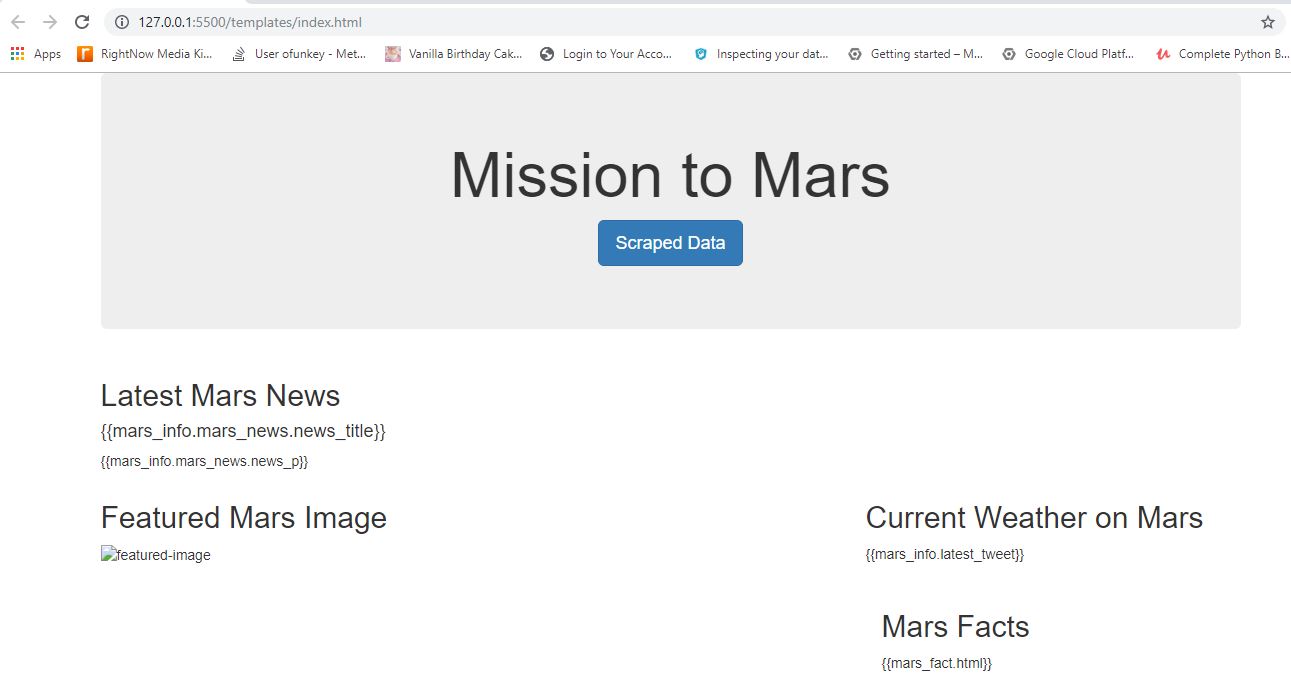 127.0.0.1:5500/templates/index.html
Apps RightNow Media Ki... User ofunkey - Met... Vanilla Birthday Cak... Login to Your Acco... Inspecting your dat... Getting started – M... Google Cloud Platf... Complete Python B...
Mission to Mars
Scraped Data
Latest Mars News
{{mars_info.mars_news.news_title}}
{{mars_info.mars_news.news_p}}
Featured Mars Image
featured-image
Current Weather on Mars
{{mars_info.latest_tweet}}
Mars Facts
{{mars_fact.html}}